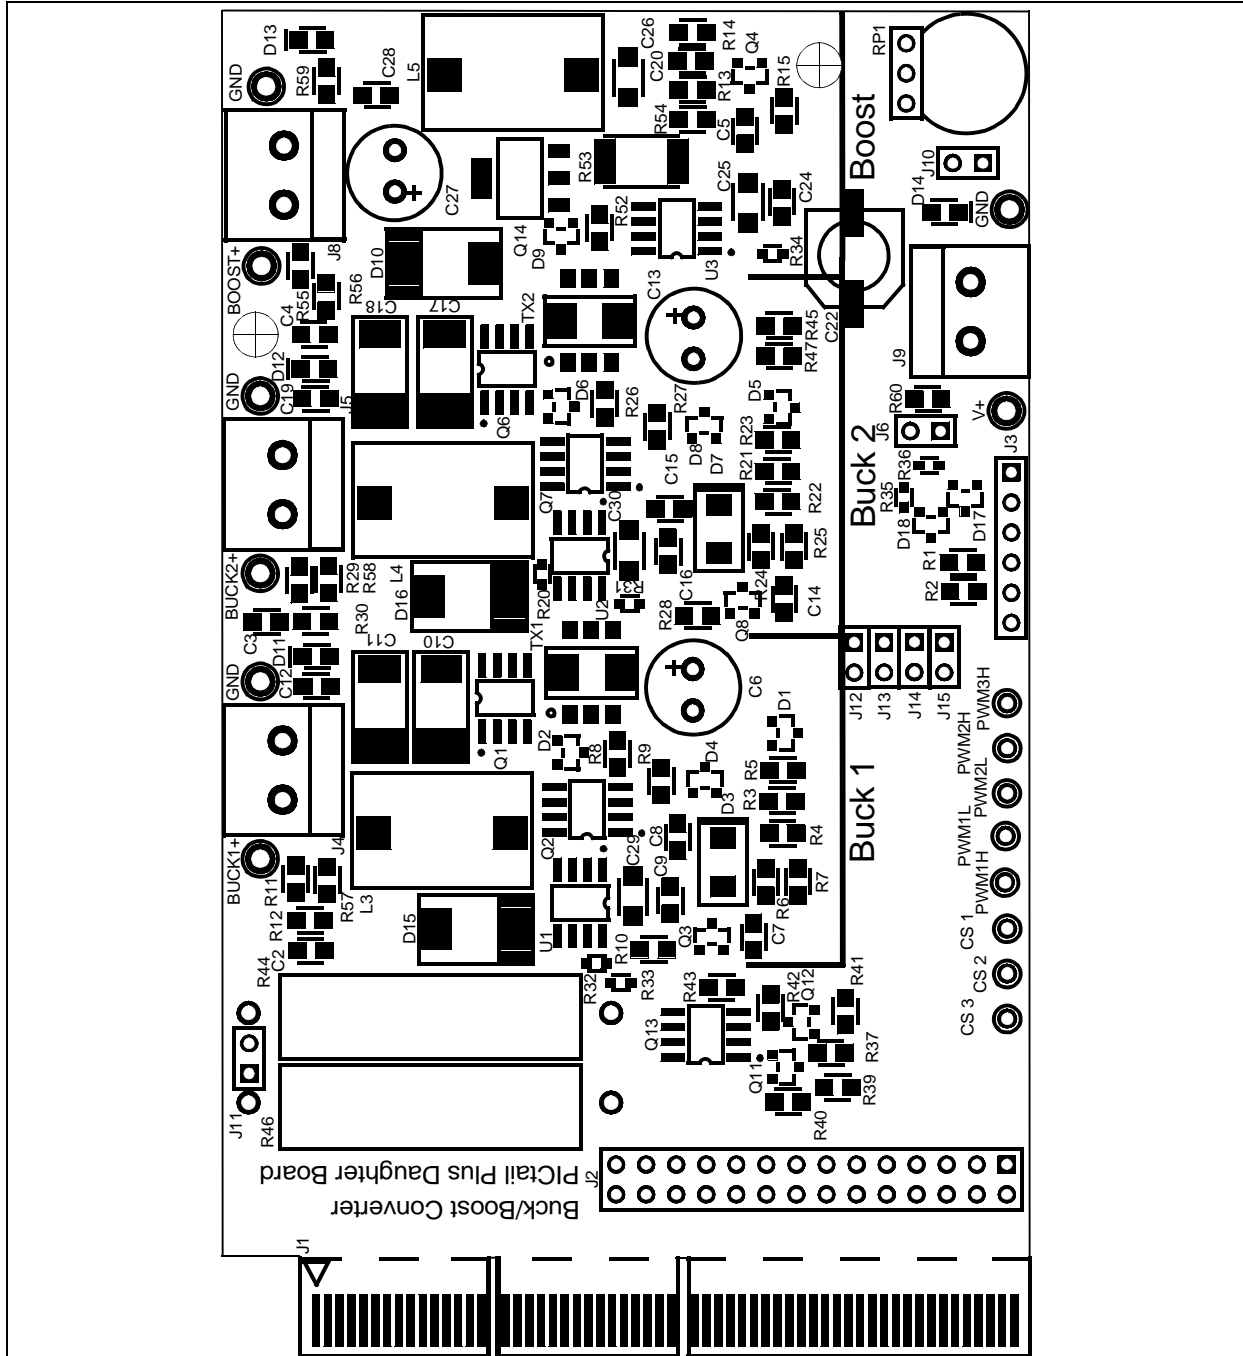 D13
GND
R59
C28
L5
C26
C20
R14
R13
Q4
R15
RP1
R54
C5
R53
C25
C24
Boost
J10
D14
GND
C27
J8
BOOST+
R55
R56
C4
D10
Q14
D9
R52
U3
R34
C13
TX2
C18
C17
D12
GND
C19
J5
Q6
D6
R26
R27
R45
R47
C22
J9
D5
R23
D8
D7
R21
C15
R22
Buck 2
R60
J6
V+
J3
R36
R35
D18
D17
R1
R2
Q7
C30
R25
R24
C16
C14
R31
R28
Q8
U2
R20
BUCK2+
R29
R58
R30
L4
D16
C3
D11
GND
C12
C11
C10
TX1
Q1
D2
R8
R9
C6
D1
D4
D3
R5
R3
R4
Buck 1
J12
J13
J14
J15
PWM3H
PWM2H
PWM2L
PWM1L
PWM1H
CS 1
CS 2
CS 3
J4
BUCK1+
R11
R57
L3
R12
C2
R44
D15
Q2
U1
C29
C8
C9
R7
R6
C7
Q3
R10
R33
R32
R43
R42
Q12
R41
Q13
Q11
R37
R39
R40
J11
R46
Buck/Boost Converter
PICtail Plus Daughter Board
J2
J1